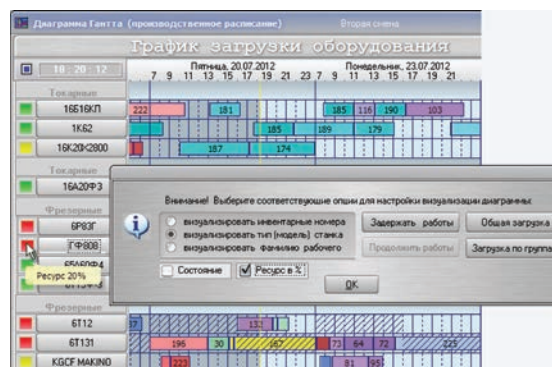 Диаграмма Гантта (производственное расписание) Вторая смена
График загрузки оборудования
18:20:12
Пятница, 20.07.2012 Понедельник, 23.07.2012
7 9 11 13 15 17 19 21 23 7 9 11 13 15 17 19 21
Токарные
16Б16КП 222 181 185 116 190 103
1К62 185 189 179
16К20Х2800 187 174
Токарные
16А20Ф3
Фрезерные
6Р83Г
ГФ808
Ресурс 20%
Внимание! Выберите соответствующие опции для настройки визуализации диаграммы:
визуализировать инвентарные номера
визуализировать тип (модель) станка
визуализировать фамилию рабочего
Задержать работы Общая загрузка
Продолжить работы Загрузка по группа
Состояние Ресурс в %
OK
Фрезерные
6Т12 37 132
6Т131 196 30 167 73 64 72 225
KGCF MAKINO 223 81 95